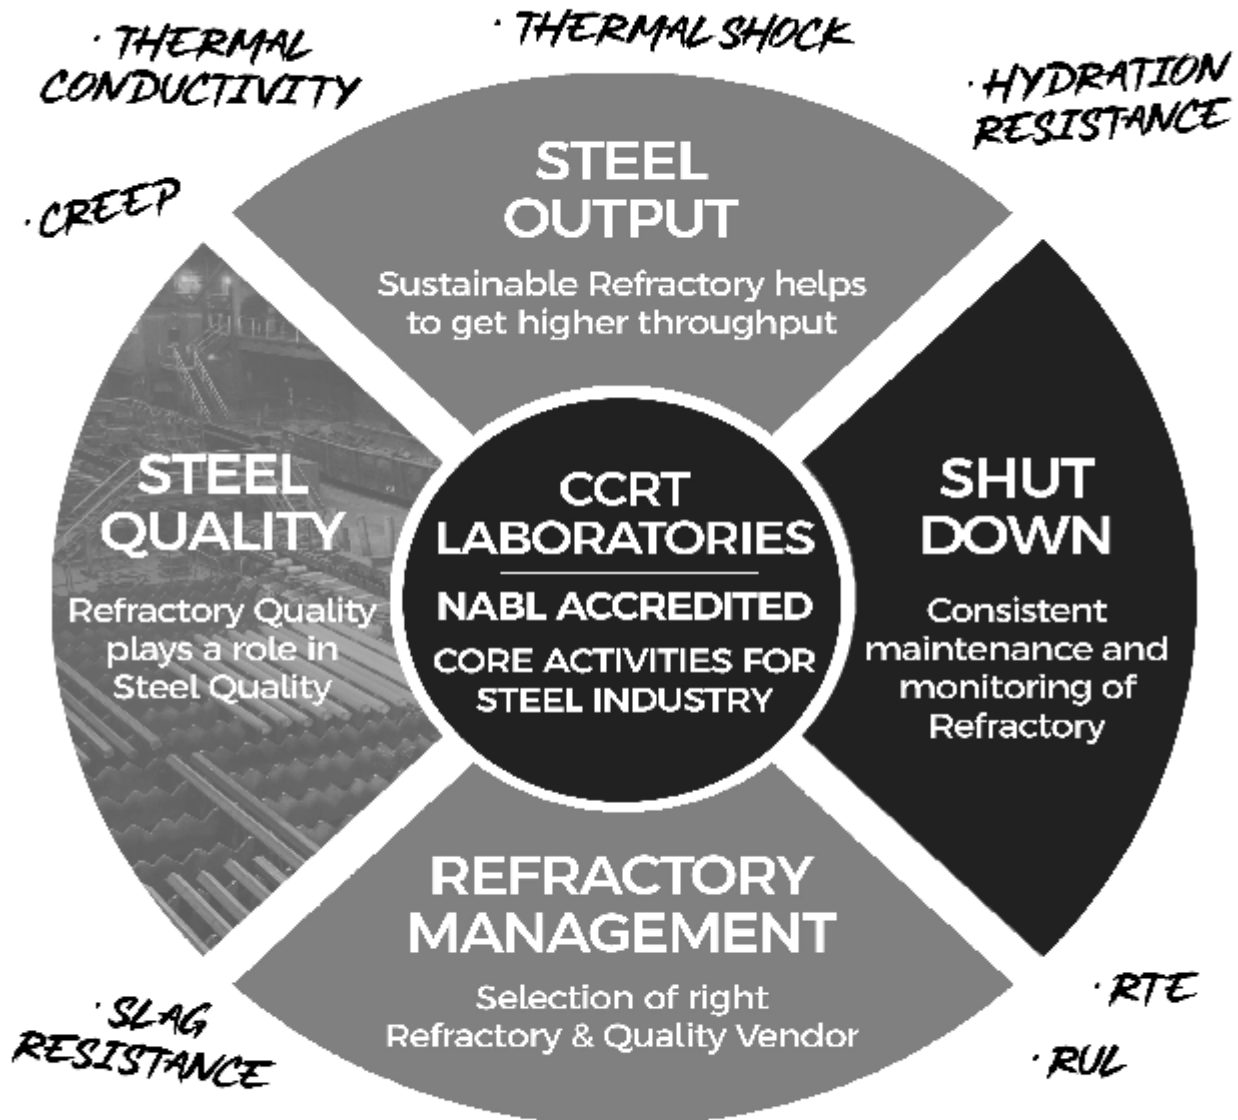 · THERMAL
CONDUCTIVITY
· THERMAL SHOCK
· HYDRATION
RESISTANCE
· CREEP
STEEL
OUTPUT
Sustainable Refractory helps
to get higher throughput
STEEL
QUALITY
Refractory Quality
plays a role in
Steel Quality
CCRT
LABORATORIES
NABL ACCREDITED
CORE ACTIVITIES FOR
STEEL INDUSTRY
SHUT
DOWN
Consistent
maintenance and
monitoring of
Refractory
REFRACTORY
MANAGEMENT
Selection of right
Refractory & Quality Vendor
· SLAG
RESISTANCE
· RTE
· RUL